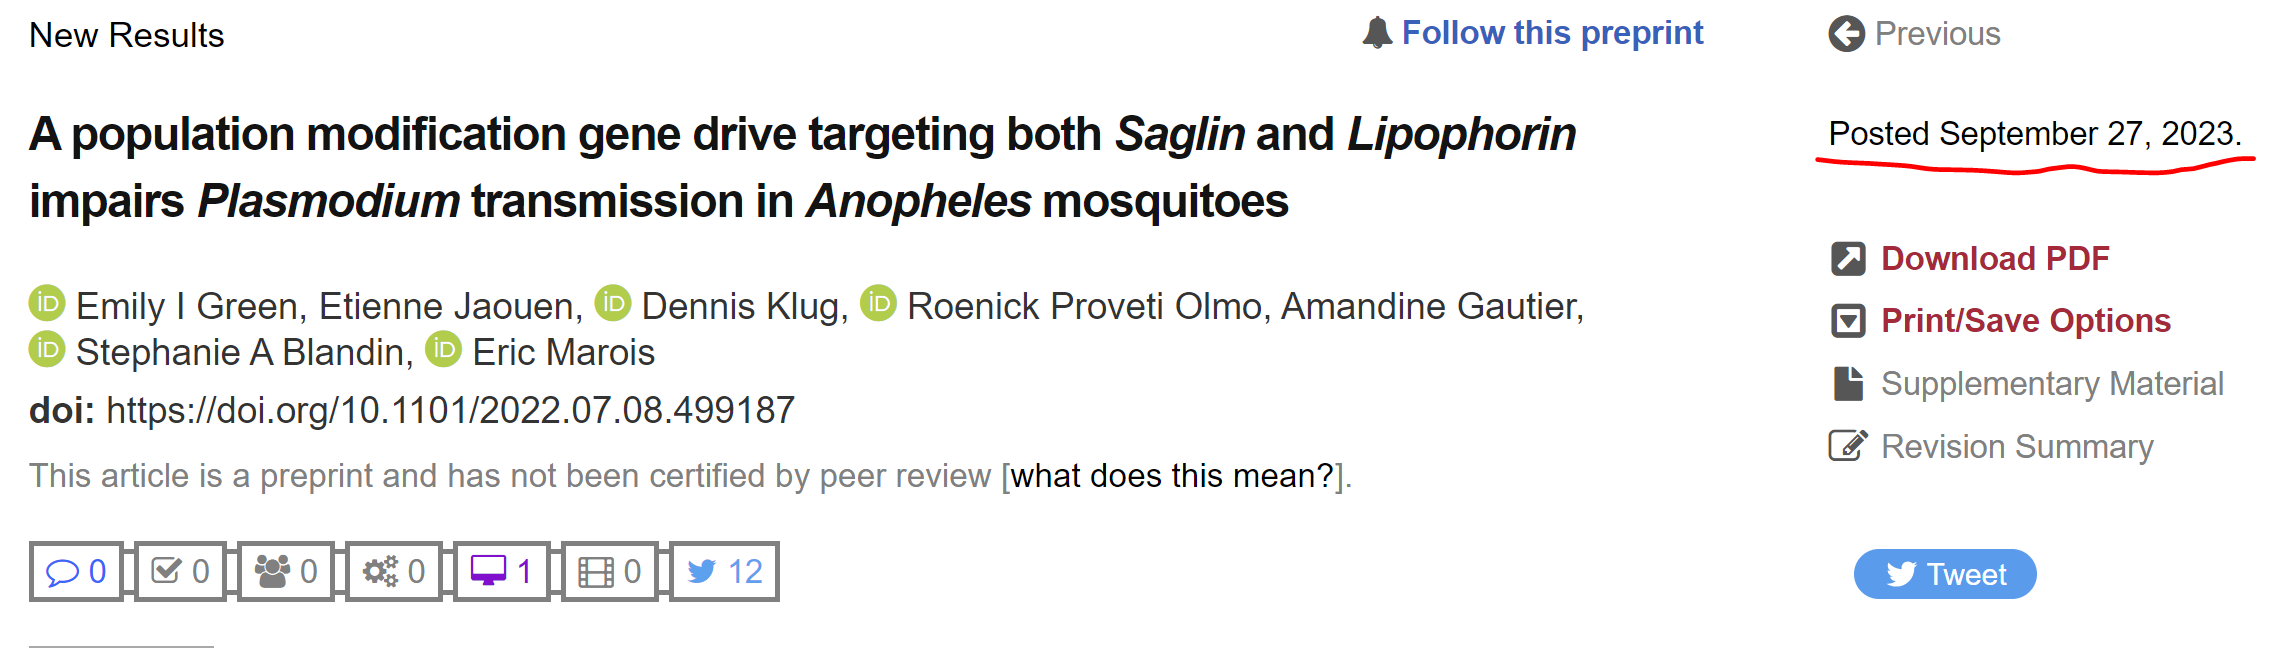 New Results
Follow this preprint
Previous
A population modification gene drive targeting both Saglin and Lipophorin
impairs Plasmodium transmission in Anopheles mosquitoes
Posted September 27, 2023.
Download PDF
Print/Save Options
Supplementary Material
Revision Summary
iD Emily I Green, Etienne Jaouen, iD Dennis Klug, iD Roenick Proveti Olmo, Amandine Gautier,
iD Stephanie A Blandin, iD Eric Marois
doi: https://doi.org/10.1101/2022.07.08.499187
This article is a preprint and has not been certified by peer review [what does this mean?].
0 0 0 0 1 0 12
Tweet